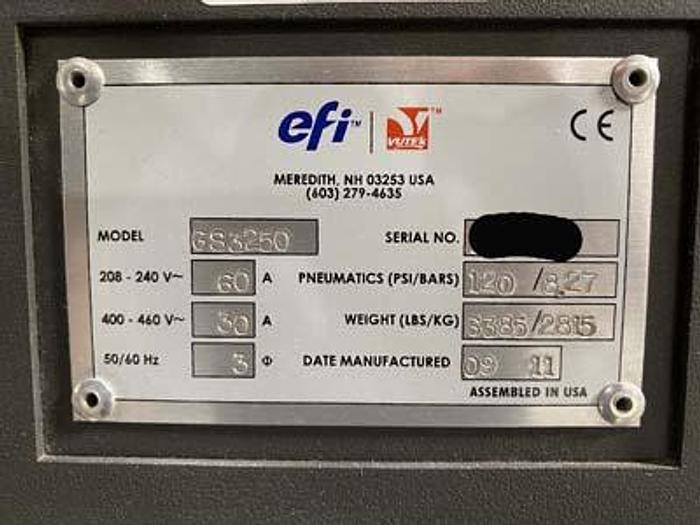 efi™ VUTEk™ CE
MEREDITH, NH 03253 USA
(603) 279-4635
MODEL GS3250 SERIAL NO.
208 - 240 V~ 60 A PNEUMATICS (PSI/BARS) 120 /8.27
400 - 460 V~ 30 A WEIGHT (LBS/KG)
50/60 Hz 3 Φ DATE MANUFACTURED 09 11
ASSEMBLED IN USA